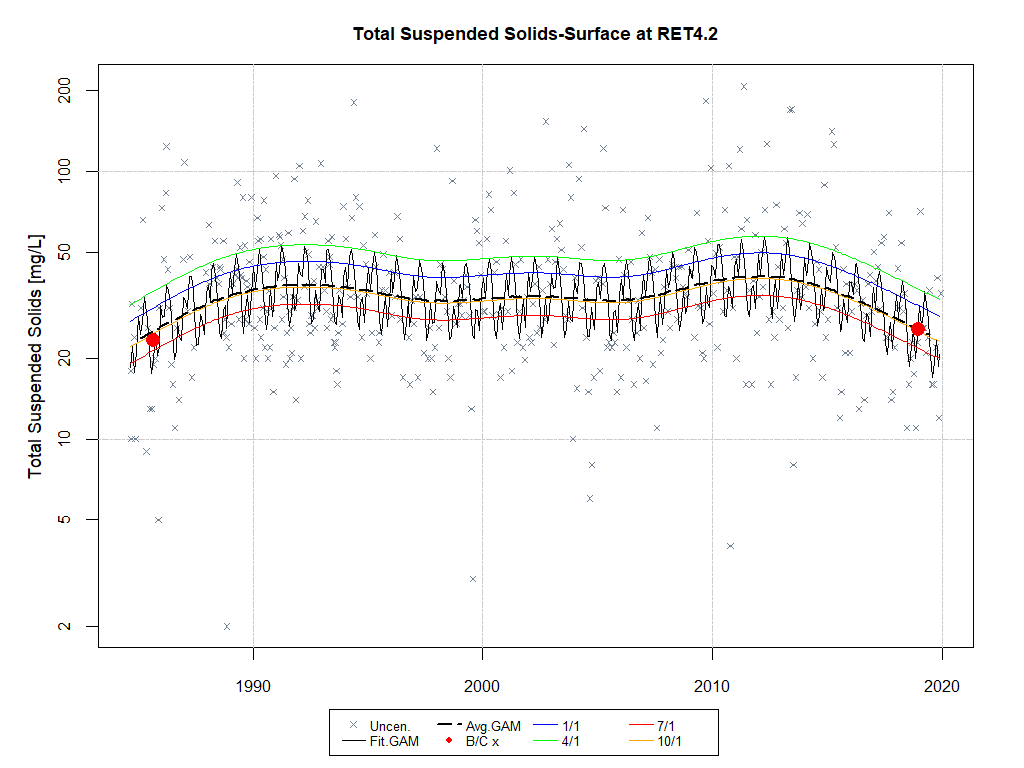 Total Suspended Solids-Surface at RET4.2
Total Suspended Solids [mg/L]
200
100
50
20
10
5
2
1990 2000 2010 2020
Uncen. Avg.GAM 1/1 7/1
Fit.GAM B/C x 4/1 10/1